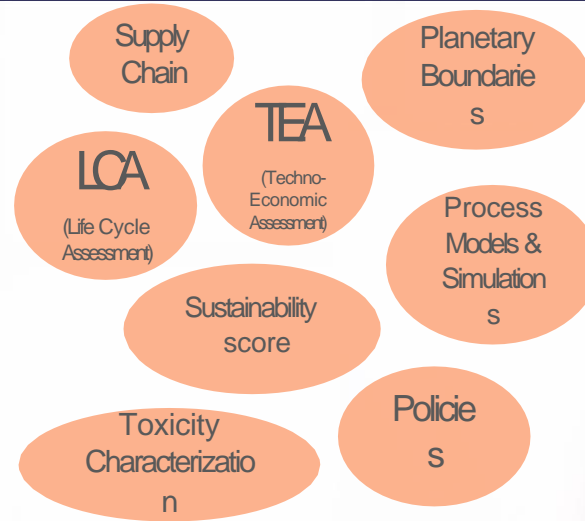 Supply
Chain
Planetary
Boundarie
s
TEA
(Techno-
Economic
Assessment)
LCA
(Life Cycle
Assessment)
Process
Models &
Simulation
s
Sustainability
score
Policie
s
Toxicity
Characterizatio
n